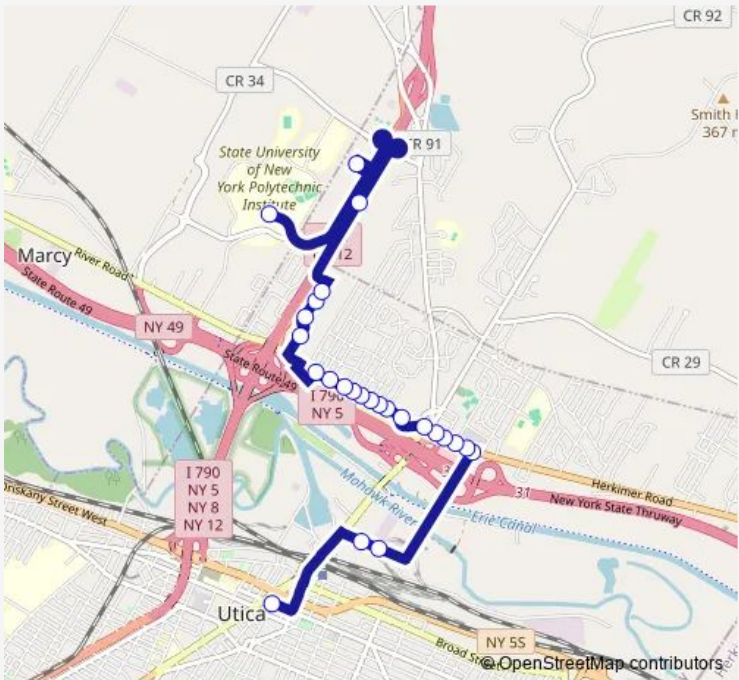 CR 92
CR 34
Smith H
367 m
CR 91
State University
of New
York Polytechnic
Institute
12
Marcy
River Road
State Route 49
NY 49
State Route 49
CR 29
I 790
NY 5
I 790
NY 5
NY 8
NY 12
31
Herkimer Road
New York State Thruway
Mohawk River
Erie Canal
Oriskany Street West
Utica
NY 5S
Broad Street
© OpenStreetMap contributors